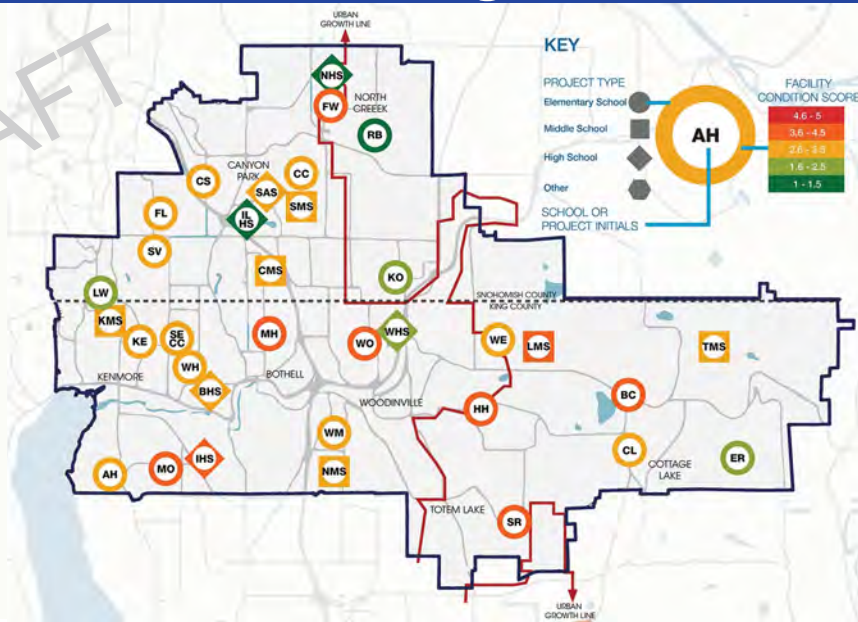 URBAN
GROWTH LINE
NHS
FW
NORTH
CREEEK
RB
CANYON
PARK
CC
CS
SAS
SMS
FL
IL
HS
SV
CMS
KO
LW
SNOHOMISH COUNTY
KING COUNTY
KMS
KE
SE
CC
MH
WO
WHS
WE
LMS
TMS
WH
KENMORE
BOTHELL
BHS
WOODINVILLE
HH
BC
WM
CL
COTTAGE
LAKE
ER
AH
MO
IHS
NMS
TOTEM LAKE
SR
URBAN
GROWTH LINE
KEY
PROJECT TYPE
Elementary School
Middle School
High School
Other
AH
SCHOOL OR
PROJECT INITIALS
FACILITY
CONDITION SCORE
4.6 - 5
3.6 - 4.5
2.6 - 3.5
1.6 - 2.5
1 - 1.5